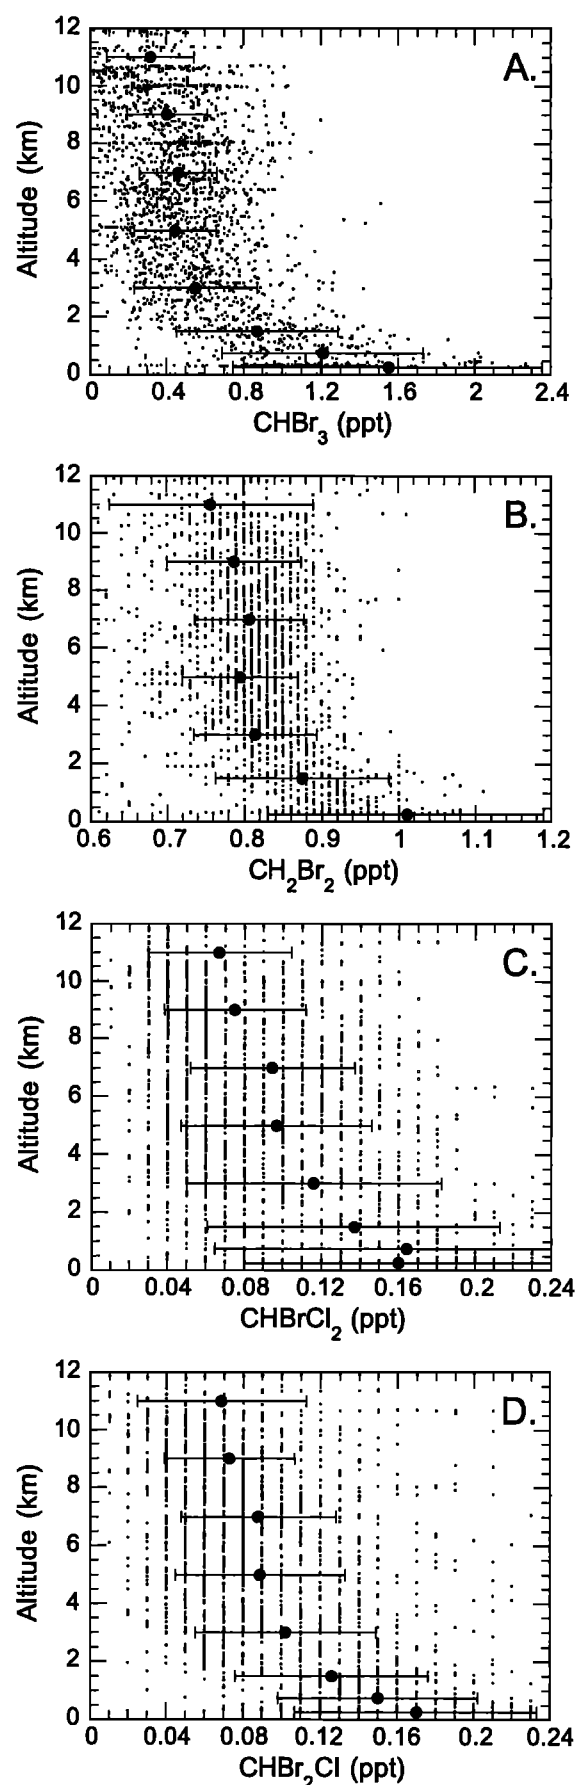 A.
12
10
8
6
4
2
0
Altitude (km)
0 0.4 0.8 1.2 1.6 2 2.4
CHBr3 (ppt)
B.
12
10
8
6
4
2
0
Altitude (km)
0.6 0.7 0.8 0.9 1 1.1 1.2
CH2Br2 (ppt)
C.
12
10
8
6
4
2
0
Altitude (km)
0 0.04 0.08 0.12 0.16 0.20 0.24
CHBrCl2 (ppt)
D.
12
10
8
6
4
2
0
Altitude (km)
0 0.04 0.08 0.12 0.16 0.20 0.24
CHBr2Cl (ppt)